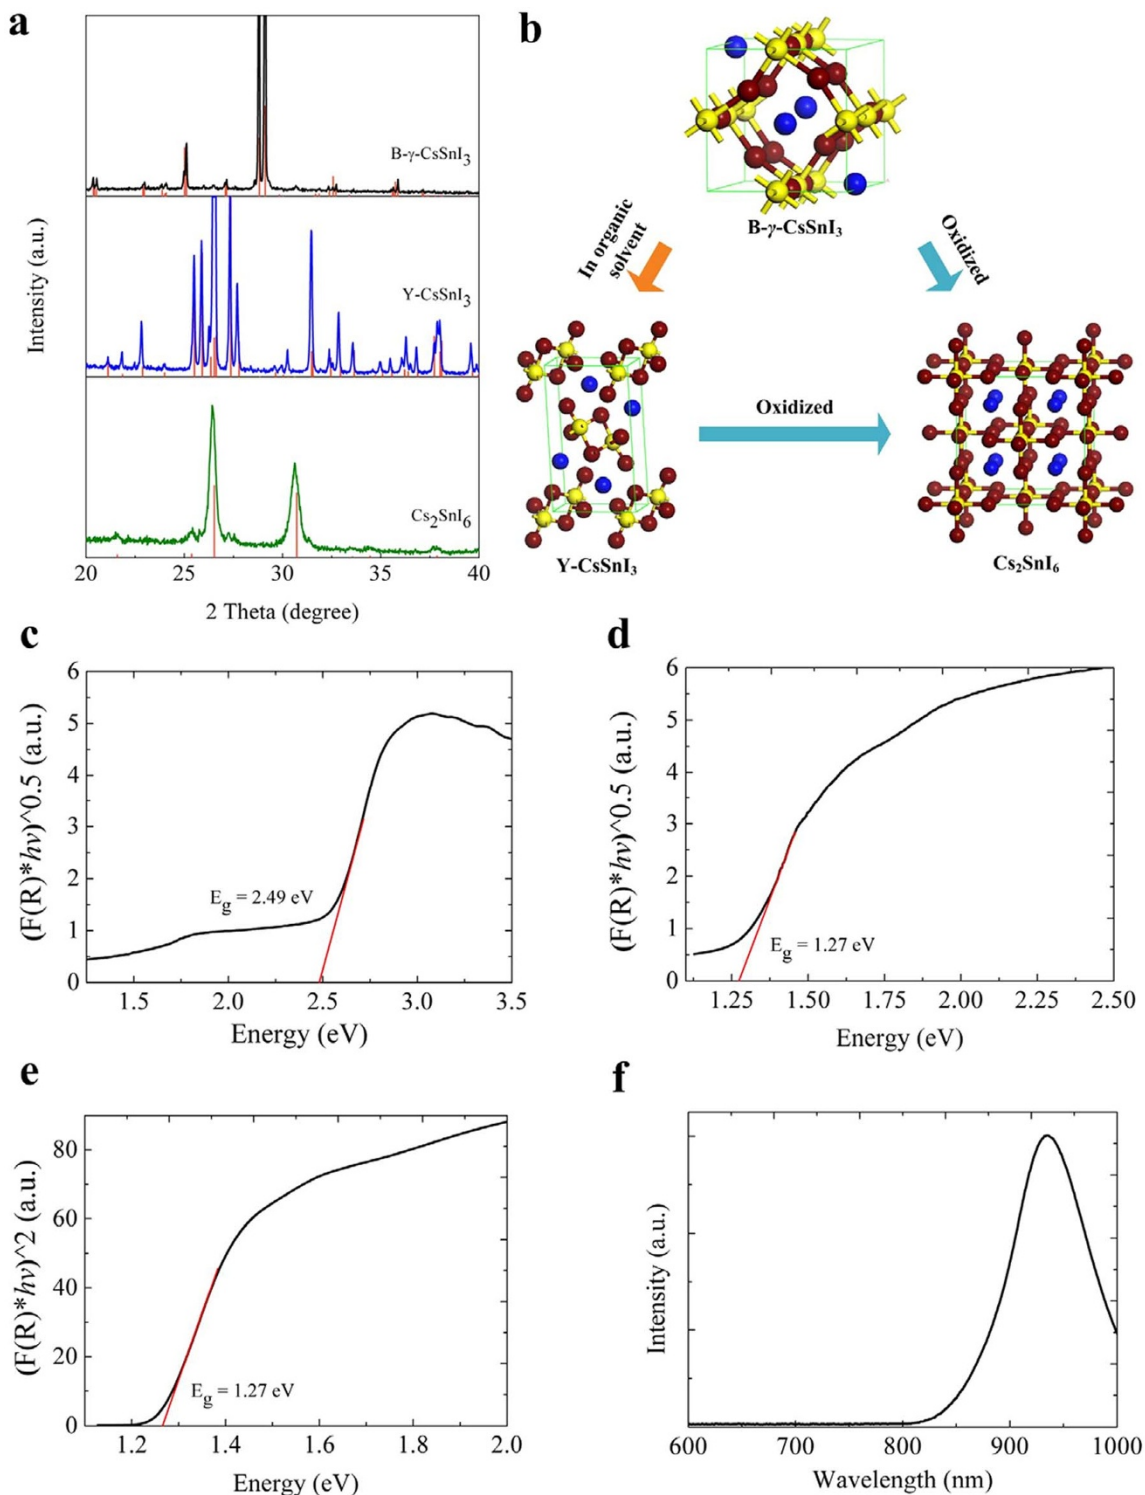 a
B-γ-CsSnI3
Y-CsSnI3
Cs2SnI6
Intensity (a.u.)
20 25 30 35 40
2 Theta (degree)
b
B-γ-CsSnI₃
In organic
solvent
Oxidized
Oxidized
Y-CsSnI₃
Cs₂SnI₆
c
6
5
4
3
2
1
0
(F(R)*hν)^0.5 (a.u.)
Eg = 2.49 eV
1.5 2.0 2.5 3.0 3.5
Energy (eV)
d
6
5
4
3
2
1
0
(F(R)*hν)^0.5 (a.u.)
Eg = 1.27 eV
1.25 1.50 1.75 2.00 2.25 2.50
Energy (eV)
e
80
60
40
20
0
(F(R)*hν)^2 (a.u.)
Eg = 1.27 eV
1.2 1.4 1.6 1.8 2.0
Energy (eV)
f
Intensity (a.u.)
600 700 800 900 1000
Wavelength (nm)